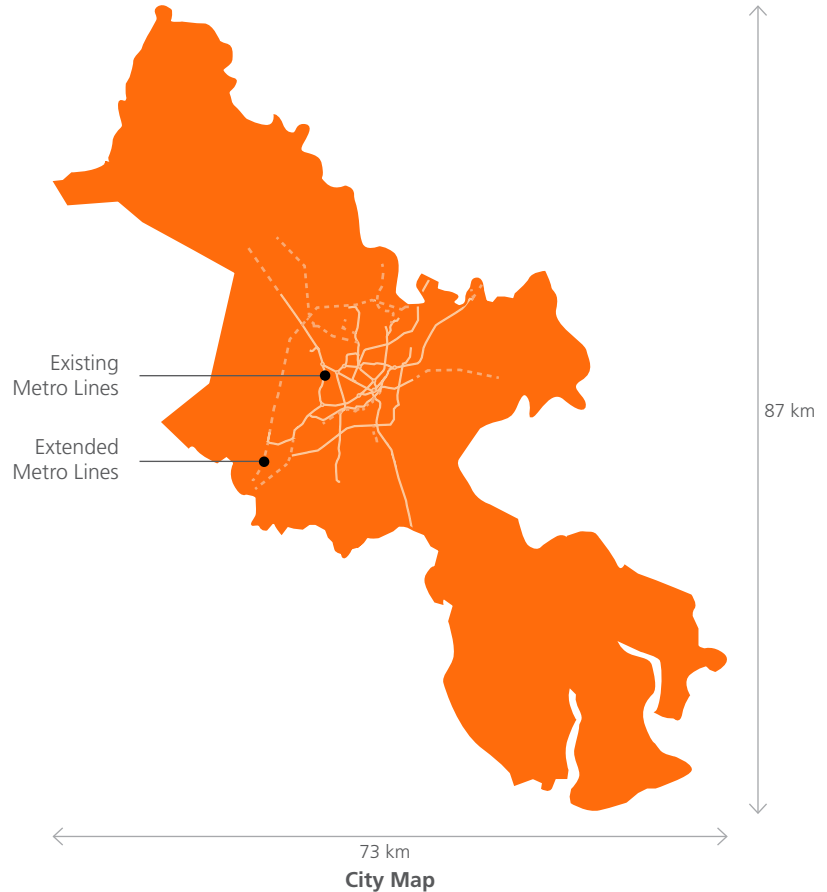 Existing
Metro Lines
Extended
Metro Lines
87 km
73 km
City Map